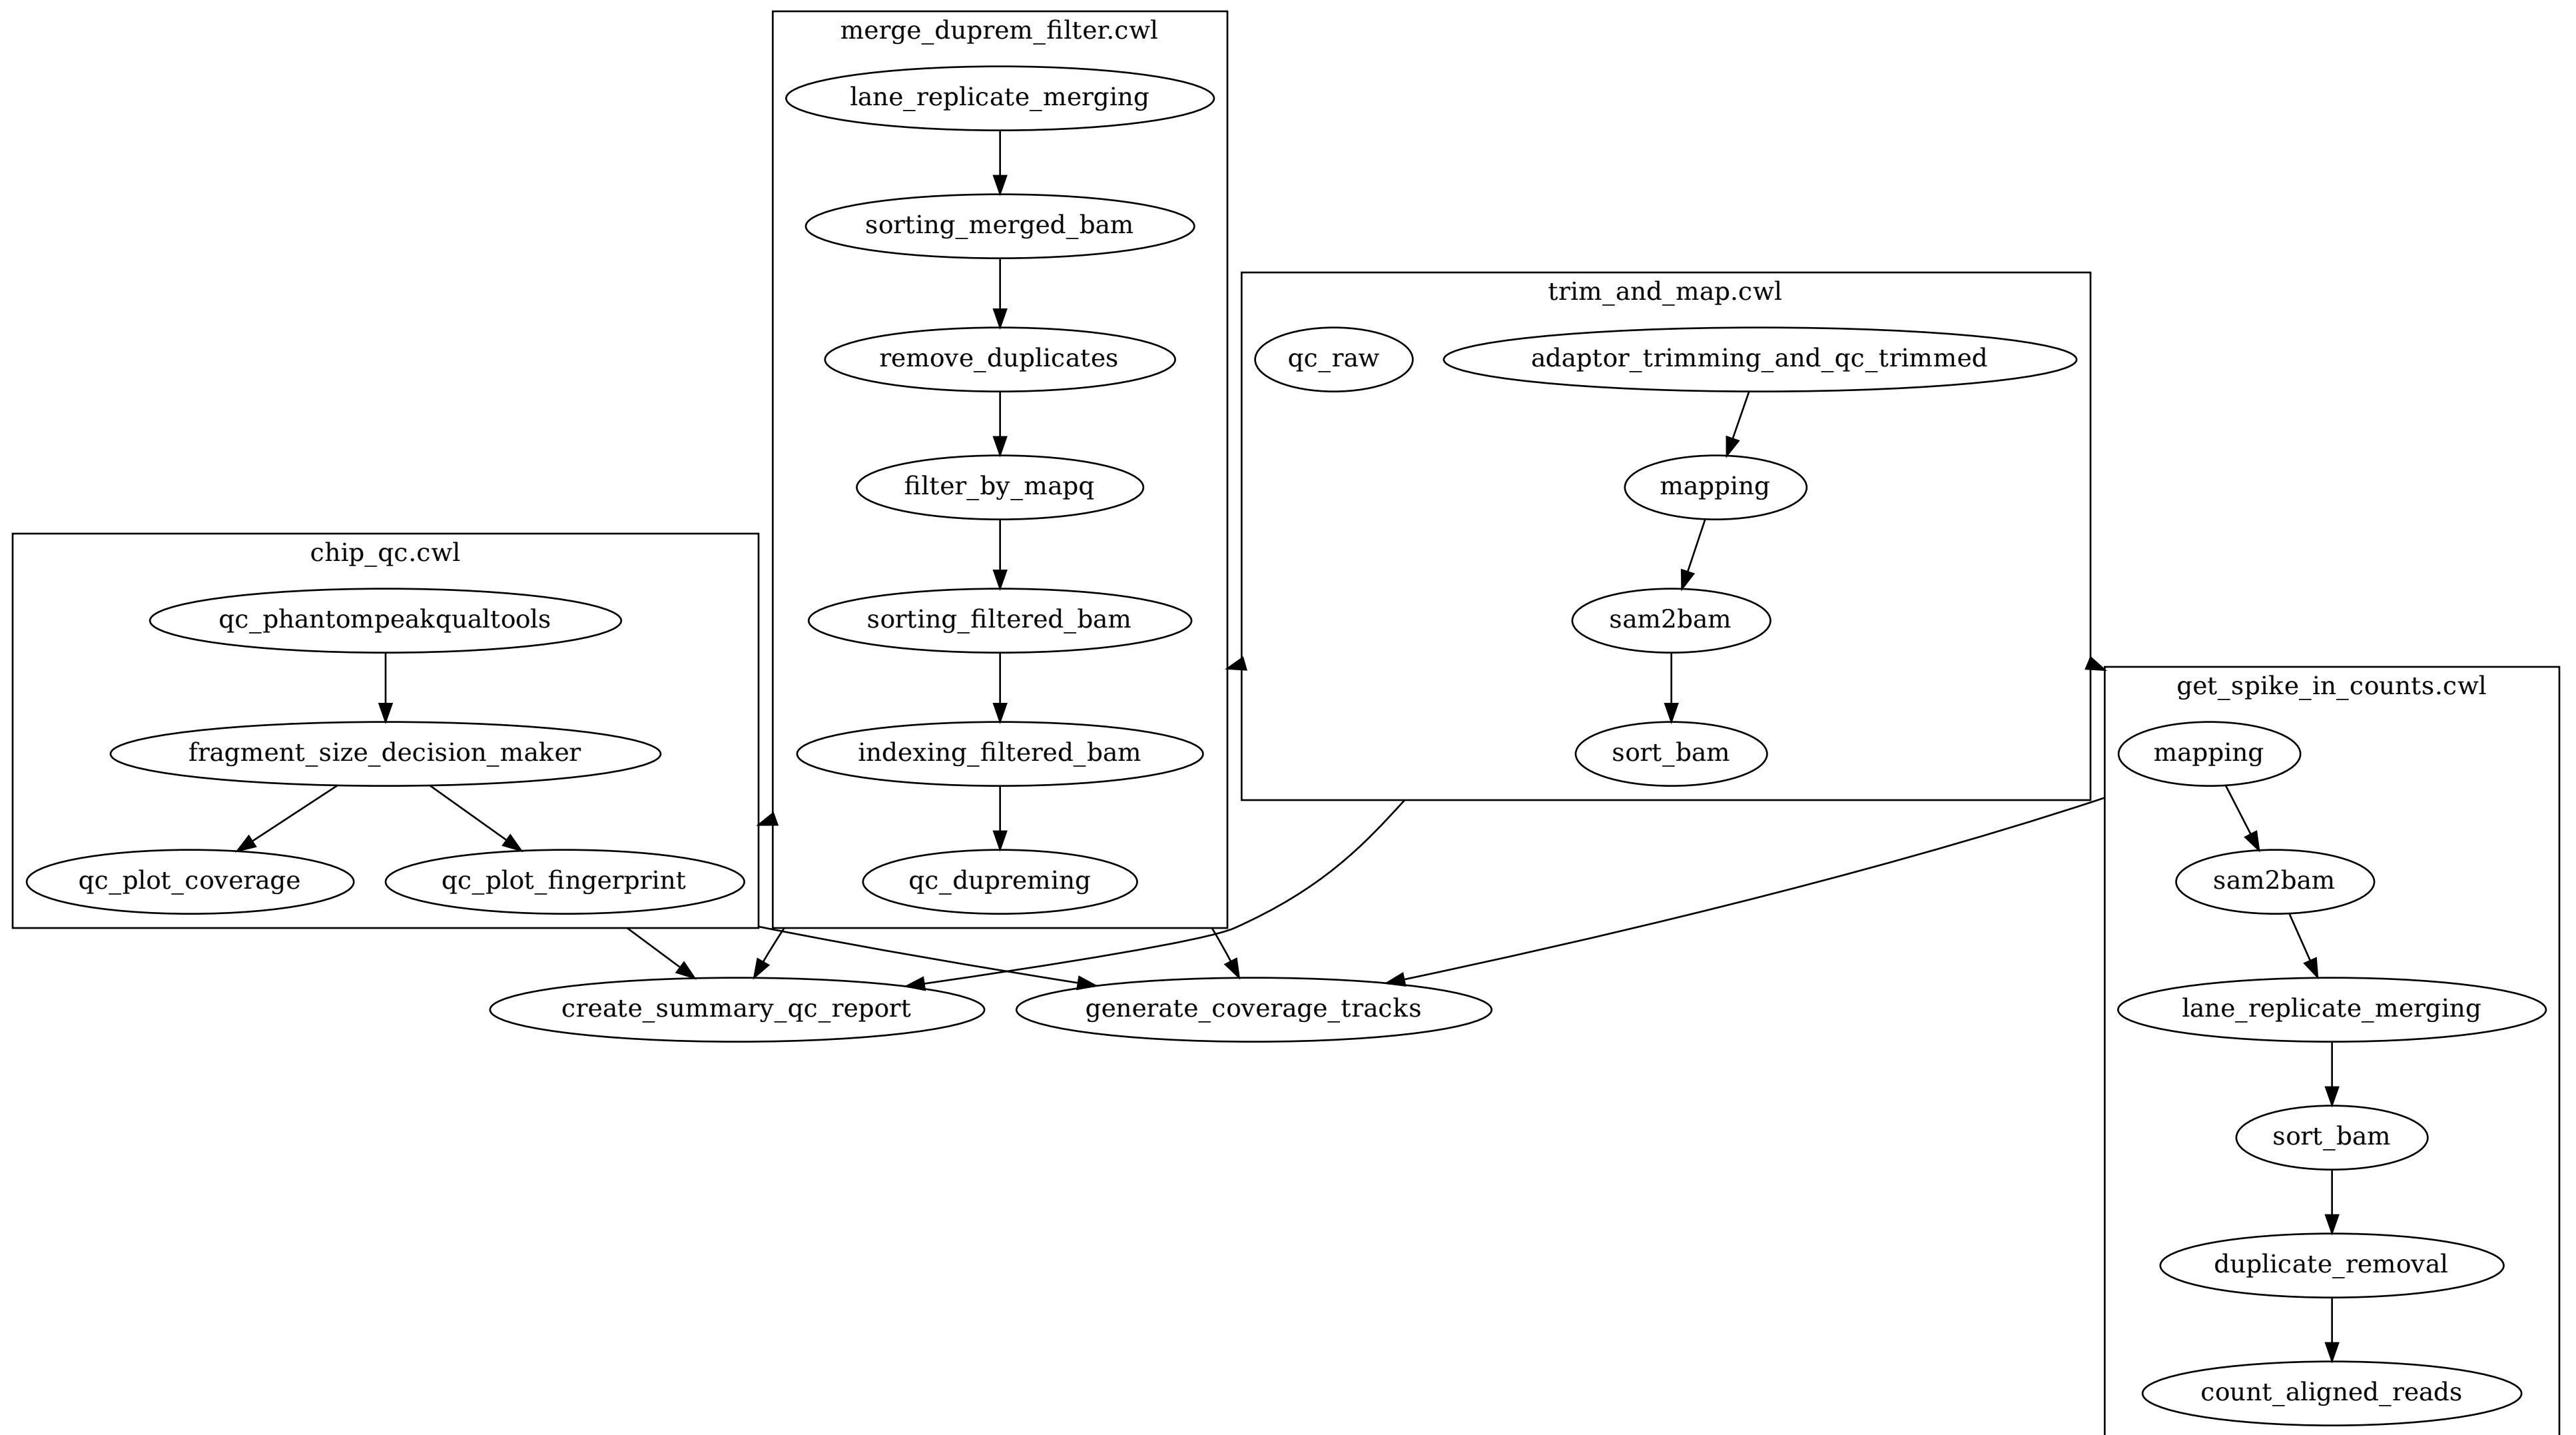 merge_duprem_filter.cwl
lane_replicate_merging
sorting_merged_bam
remove_duplicates
filter_by_mapq
sorting_filtered_bam
indexing_filtered_bam
qc_dupreming
trim_and_map.cwl
qc_raw
adaptor_trimming_and_qc_trimmed
mapping
sam2bam
sort_bam
chip_qc.cwl
qc_phantompeakqualtools
fragment_size_decision_maker
qc_plot_coverage
qc_plot_fingerprint
get_spike_in_counts.cwl
mapping
sam2bam
lane_replicate_merging
sort_bam
duplicate_removal
count_aligned_reads
create_summary_qc_report
generate_coverage_tracks